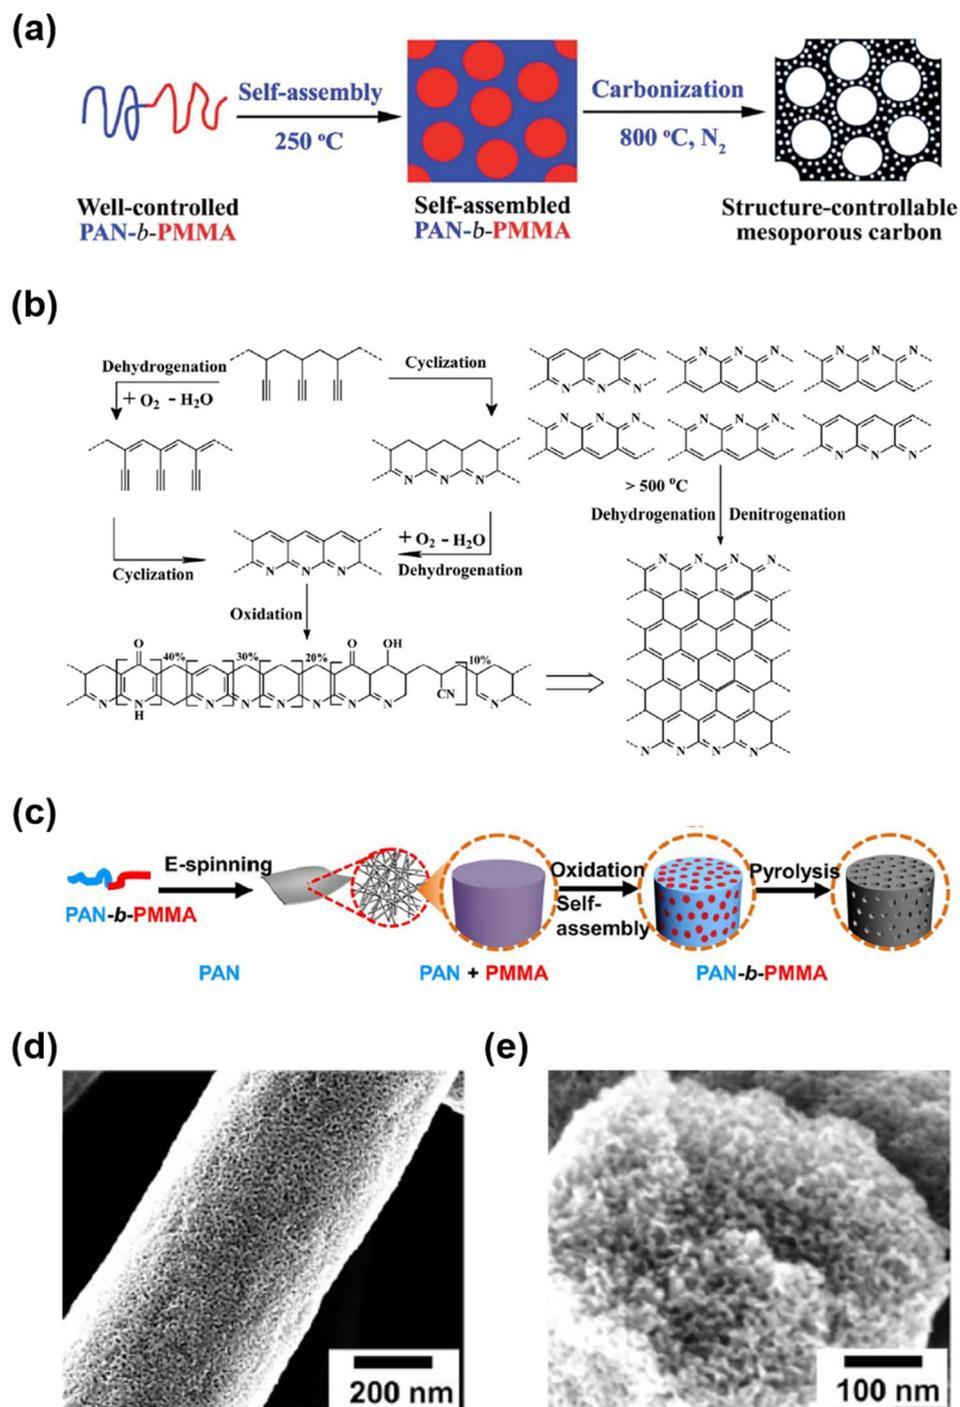 (a)
Self-assembly
250 °C
Carbonization
800 °C, N₂
Well-controlled
PAN-b-PMMA
Self-assembled
PAN-b-PMMA
Structure-controllable
mesoporous carbon
(b)
Dehydrogenation
+ O₂ - H₂O
Cyclization
N N N
N N N
N N N
N N N
N N N
N N N
N N N
> 500 °C
Dehydrogenation
Denitrogenation
Cyclization
+ O₂ - H₂O
Dehydrogenation
N N N
Oxidation
O
40%
30%
20%
O
OH
10%
N
N
H
N
N
N
N
N
N
CN
N
N N N N
N N N N
(c)
E-spinning
PAN-b-PMMA
Oxidation
Self-
assembly
Pyrolysis
PAN
PAN + PMMA
PAN-b-PMMA
(d)
(e)
200 nm
100 nm